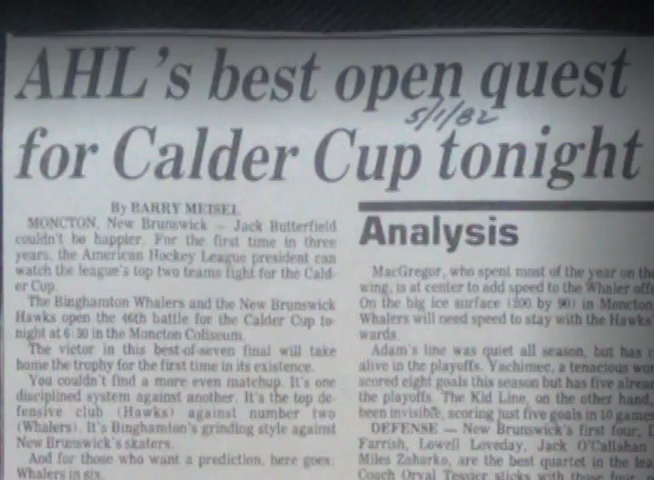 AHL's best open quest
5/1/82
for Calder Cup tonight
By BARRY MEISEL
MONCTON, New Brunswick — Jack Butterfield
couldn't be happier. For the first time in three
years, the American Hockey League president can
watch the league's top two teams fight for the Cald-
er Cup.
The Binghamton Whalers and the New Brunswick
Hawks open the 46th battle for the Calder Cup to-
night at 6:30 in the Moncton Coliseum.
The victor in this best-of-seven final will take
home the trophy for the first time in its existence.
You couldn't find a more even matchup. It's one
disciplined system against another. It's the top de-
fensive club (Hawks) against number two
(Whalers). It's Binghamton's grinding style against
New Brunswick's skaters.
And for those who want a prediction, here goes:
Whalers in six.
Analysis
MacGregor, who spent most of the year on the
wing, is at center to add speed to the Whaler offe
On the big ice surface (200 by 90) in Moncton
Whalers will need speed to stay with the Hawks'
wards.
Adam's line was quiet all season, but has c
alive in the playoffs. Yachimec, a tenacious wor
scored eight goals this season but has five alread
the playoffs. The Kid Line, on the other hand,
been invisible, scoring just five goals in 10 games
DEFENSE — New Brunswick's first four, D
Farrish, Lowell Loveday, Jack O'Callahan
Miles Zaharko, are the best quartet in the lea
Coach Orval Tessier sticks with those four